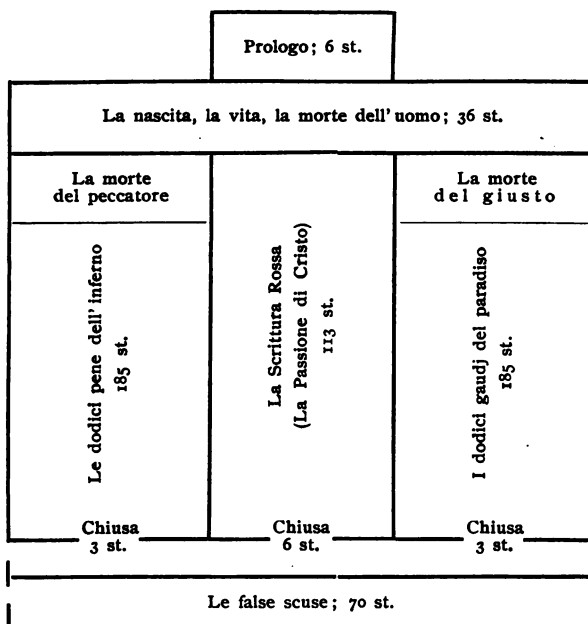 Prologo; 6 st.
La nascita, la vita, la morte dell'uomo; 36 st.
La morte
del peccatore
Le dodici pene dell'inferno
185 st.
Chiusa
3 st.
La Scrittura Rossa
(La Passione di Cristo)
113 st.
Chiusa
6 st.
La morte
del giusto
I dodici gaudj del paradiso
185 st.
Chiusa
3 st.
Le false scuse; 70 st.